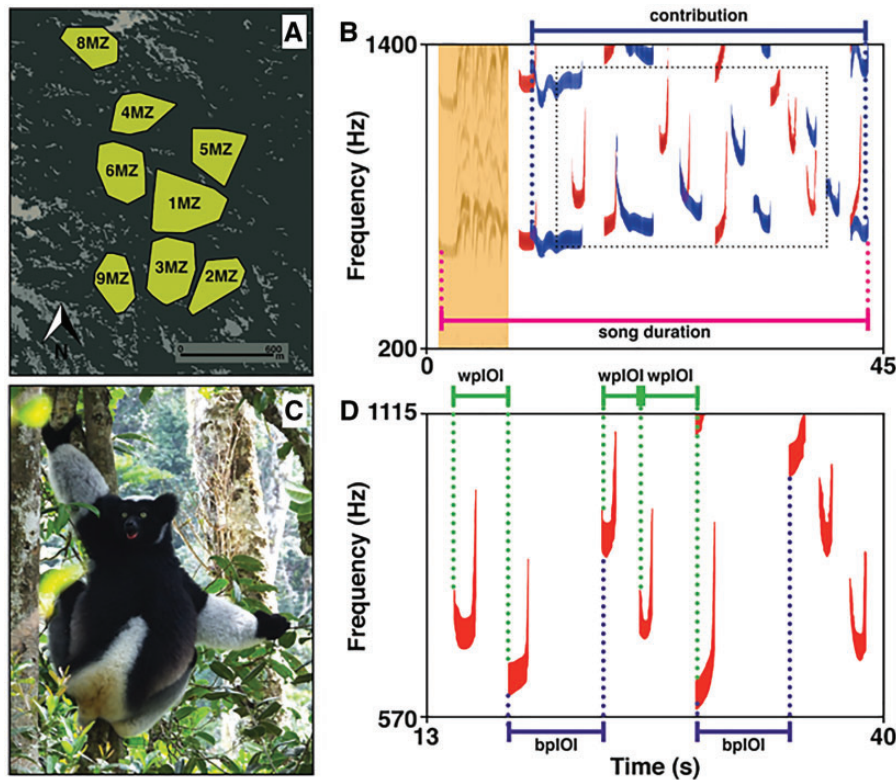 A
8MZ
4MZ
5MZ
6MZ
1MZ
9MZ
3MZ
2MZ
N
0 600
m
B
contribution
1400
Frequency (Hz)
song duration
200
0 45
C
D
wpIOI wpIOI wpIOI
1115
Frequency (Hz)
570
13 40
bpIOI bpIOI
Time (s)